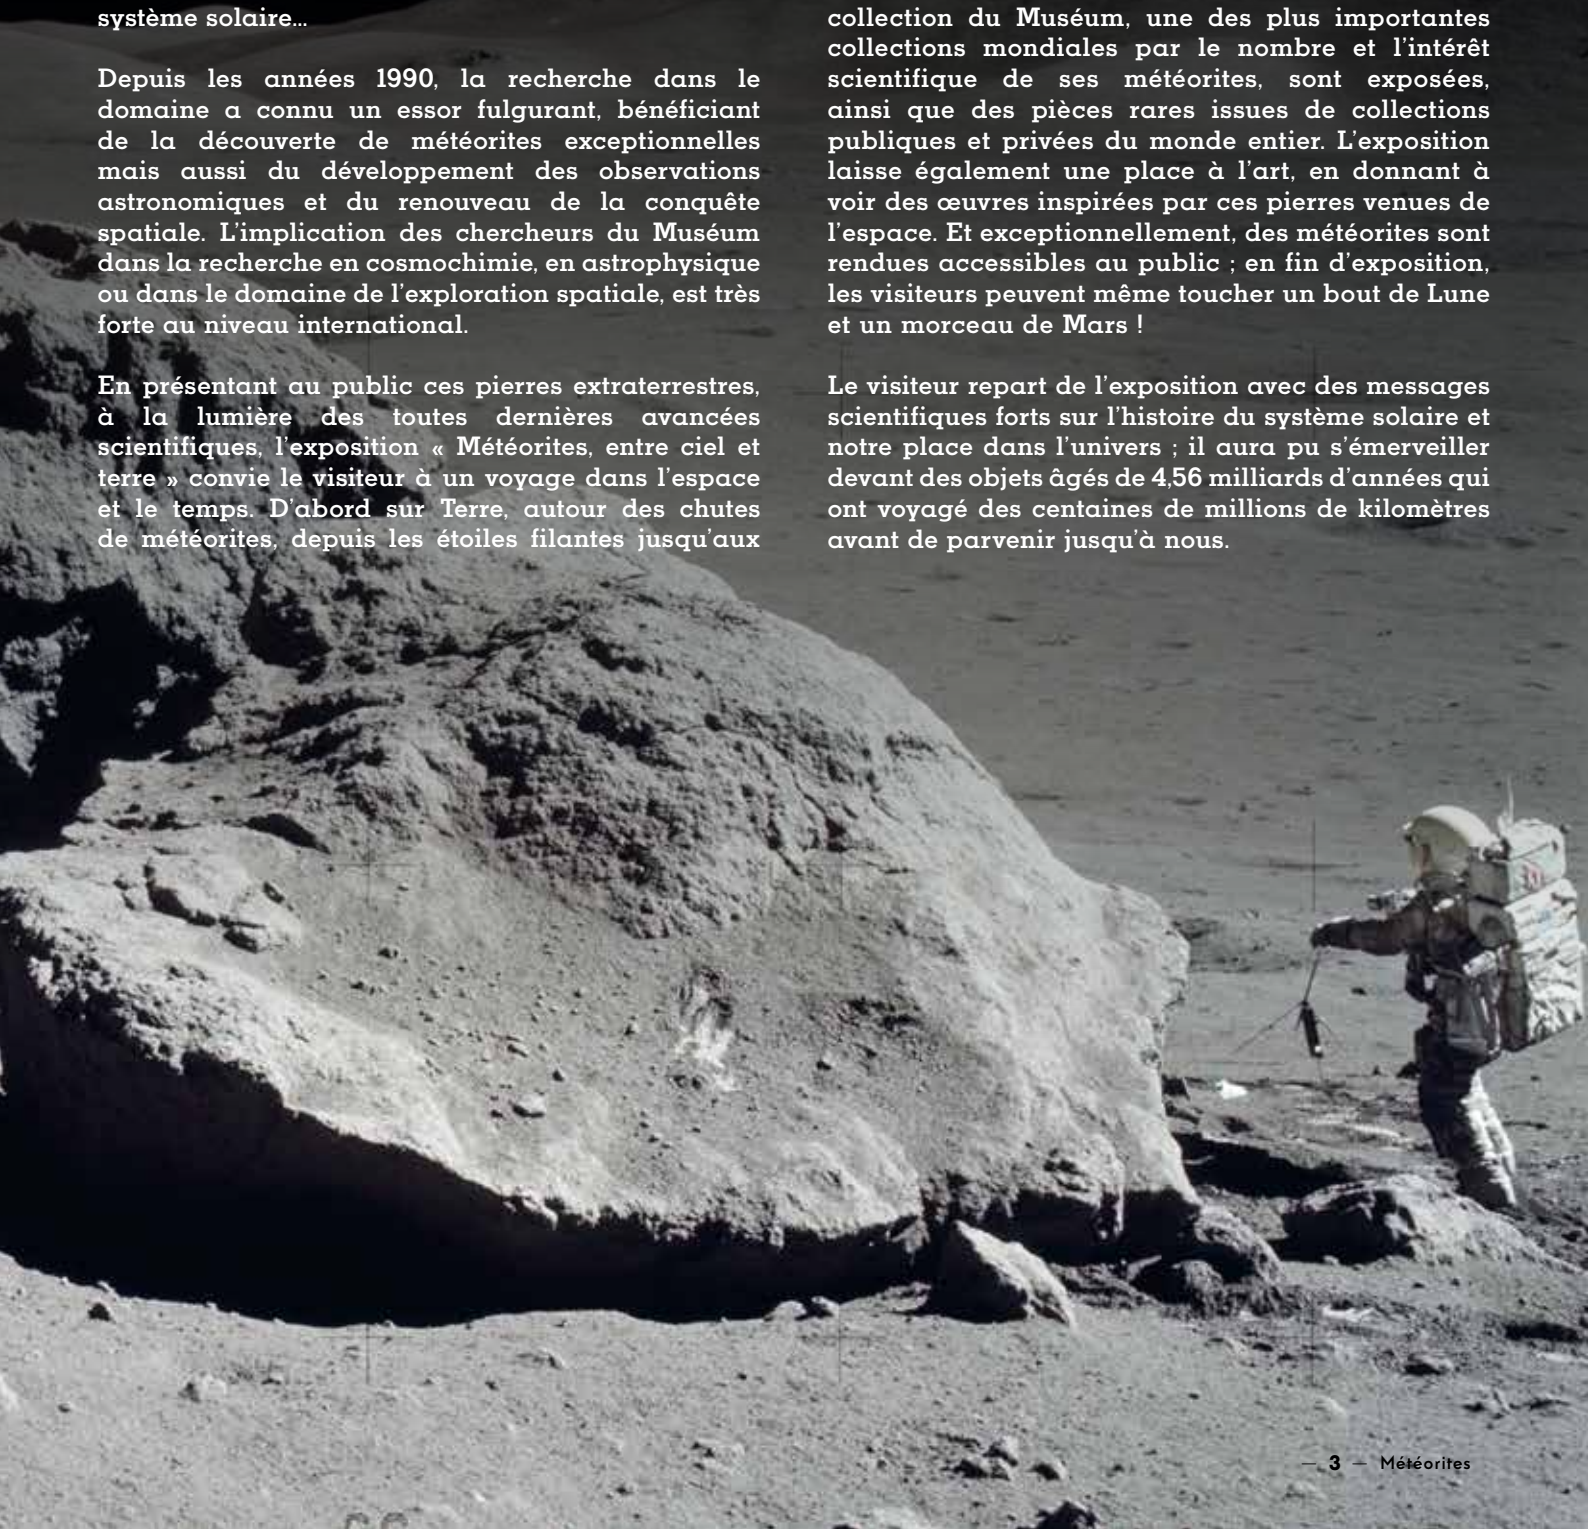 système solaire...
Depuis les années 1990, la recherche dans le
domaine a connu un essor fulgurant, bénéficiant
de la découverte de météorites exceptionnelles
mais aussi du développement des observations
astronomiques et du renouveau de la conquête
spatiale. L'implication des chercheurs du Muséum
dans la recherche en cosmochimie, en astrophysique
ou dans le domaine de l'exploration spatiale, est très
forte au niveau international.
En présentant au public ces pierres extraterrestres,
à la lumière des toutes dernières avancées
scientifiques, l'exposition « Météorites, entre ciel et
terre » convie le visiteur à un voyage dans l'espace
et le temps. D'abord sur Terre, autour des chutes
de météorites, depuis les étoiles filantes jusqu'aux
collection du Muséum, une des plus importantes
collections mondiales par le nombre et l'intérêt
scientifique de ses météorites, sont exposées,
ainsi que des pièces rares issues de collections
publiques et privées du monde entier. L'exposition
laisse également une place à l'art, en donnant à
voir des œuvres inspirées par ces pierres venues de
l'espace. Et exceptionnellement, des météorites sont
rendues accessibles au public ; en fin d'exposition,
les visiteurs peuvent même toucher un bout de Lune
et un morceau de Mars !
Le visiteur repart de l'exposition avec des messages
scientifiques forts sur l'histoire du système solaire et
notre place dans l'univers ; il aura pu s'émerveiller
devant des objets âgés de 4,56 milliards d'années qui
ont voyagé des centaines de millions de kilomètres
avant de parvenir jusqu'à nous.
— 3 — Météorites